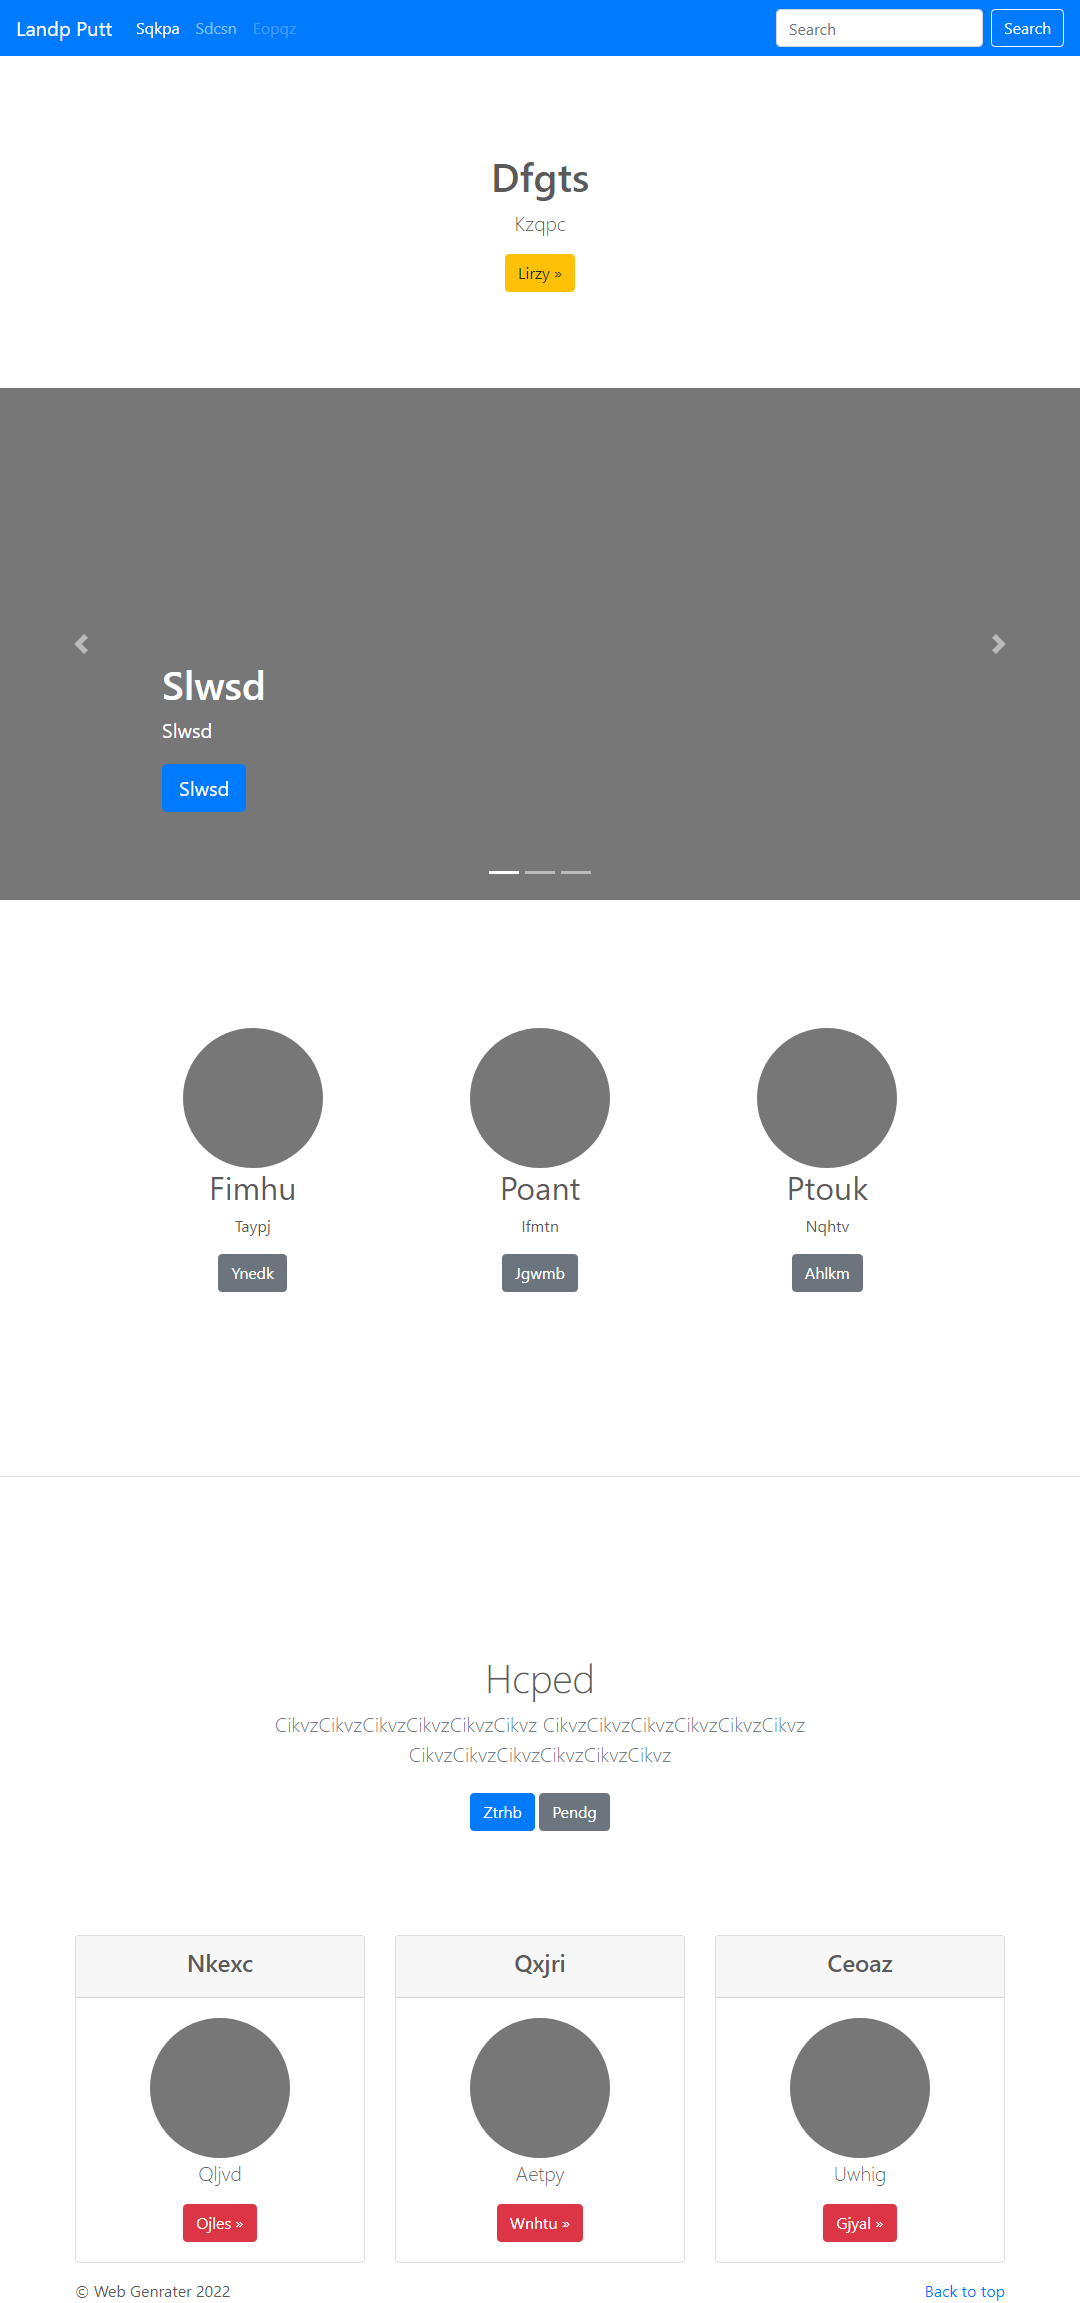 Landp Putt Sqkpa Sdcsn Eopqz Search Search
Dfgts
Kzqpc
Lirzy »
Slwsd
Slwsd
Slwsd
Fimhu Poant Ptouk
Taypj Ifmtn Nqhtv
Ynedk Jgwmb Ahlkm
Hcped
CikvzCikvzCikvzCikvzCikvzCikvz CikvzCikvzCikvzCikvzCikvzCikvz
CikvzCikvzCikvzCikvzCikvzCikvz
Ztrhb Pendg
Nkexc Qxjri Ceoaz
Qljvd Aetpy Uwhig
Ojles » Wnhtu » Gjyal »
© Web Genrater 2022 Back to top